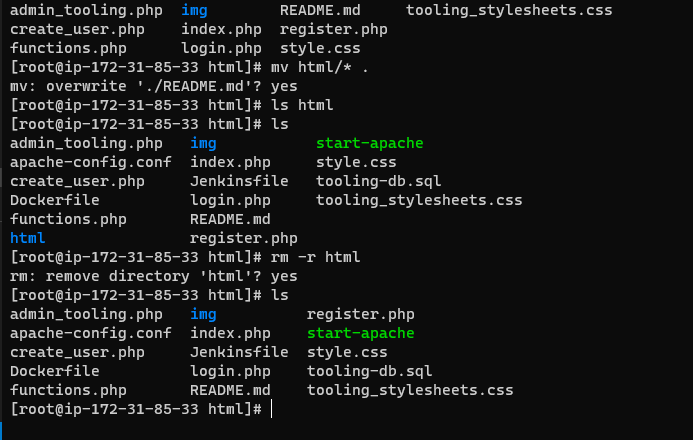 admin_tooling.php  img        README.md     tooling_stylesheets.css
create_user.php    index.php  register.php
functions.php      login.php  style.css
[root@ip-172-31-85-33 html]# mv html/* .
mv: overwrite './README.md'? yes
[root@ip-172-31-85-33 html]# ls html
[root@ip-172-31-85-33 html]# ls
admin_tooling.php   img           start-apache
apache-config.conf  index.php     style.css
create_user.php     Jenkinsfile   tooling-db.sql
Dockerfile          login.php     tooling_stylesheets.css
functions.php       README.md
html                register.php
[root@ip-172-31-85-33 html]# rm -r html
rm: remove directory 'html'? yes
[root@ip-172-31-85-33 html]# ls
admin_tooling.php   img          register.php
apache-config.conf  index.php    start-apache
create_user.php     Jenkinsfile  style.css
Dockerfile          login.php    tooling-db.sql
functions.php       README.md    tooling_stylesheets.css
[root@ip-172-31-85-33 html]#